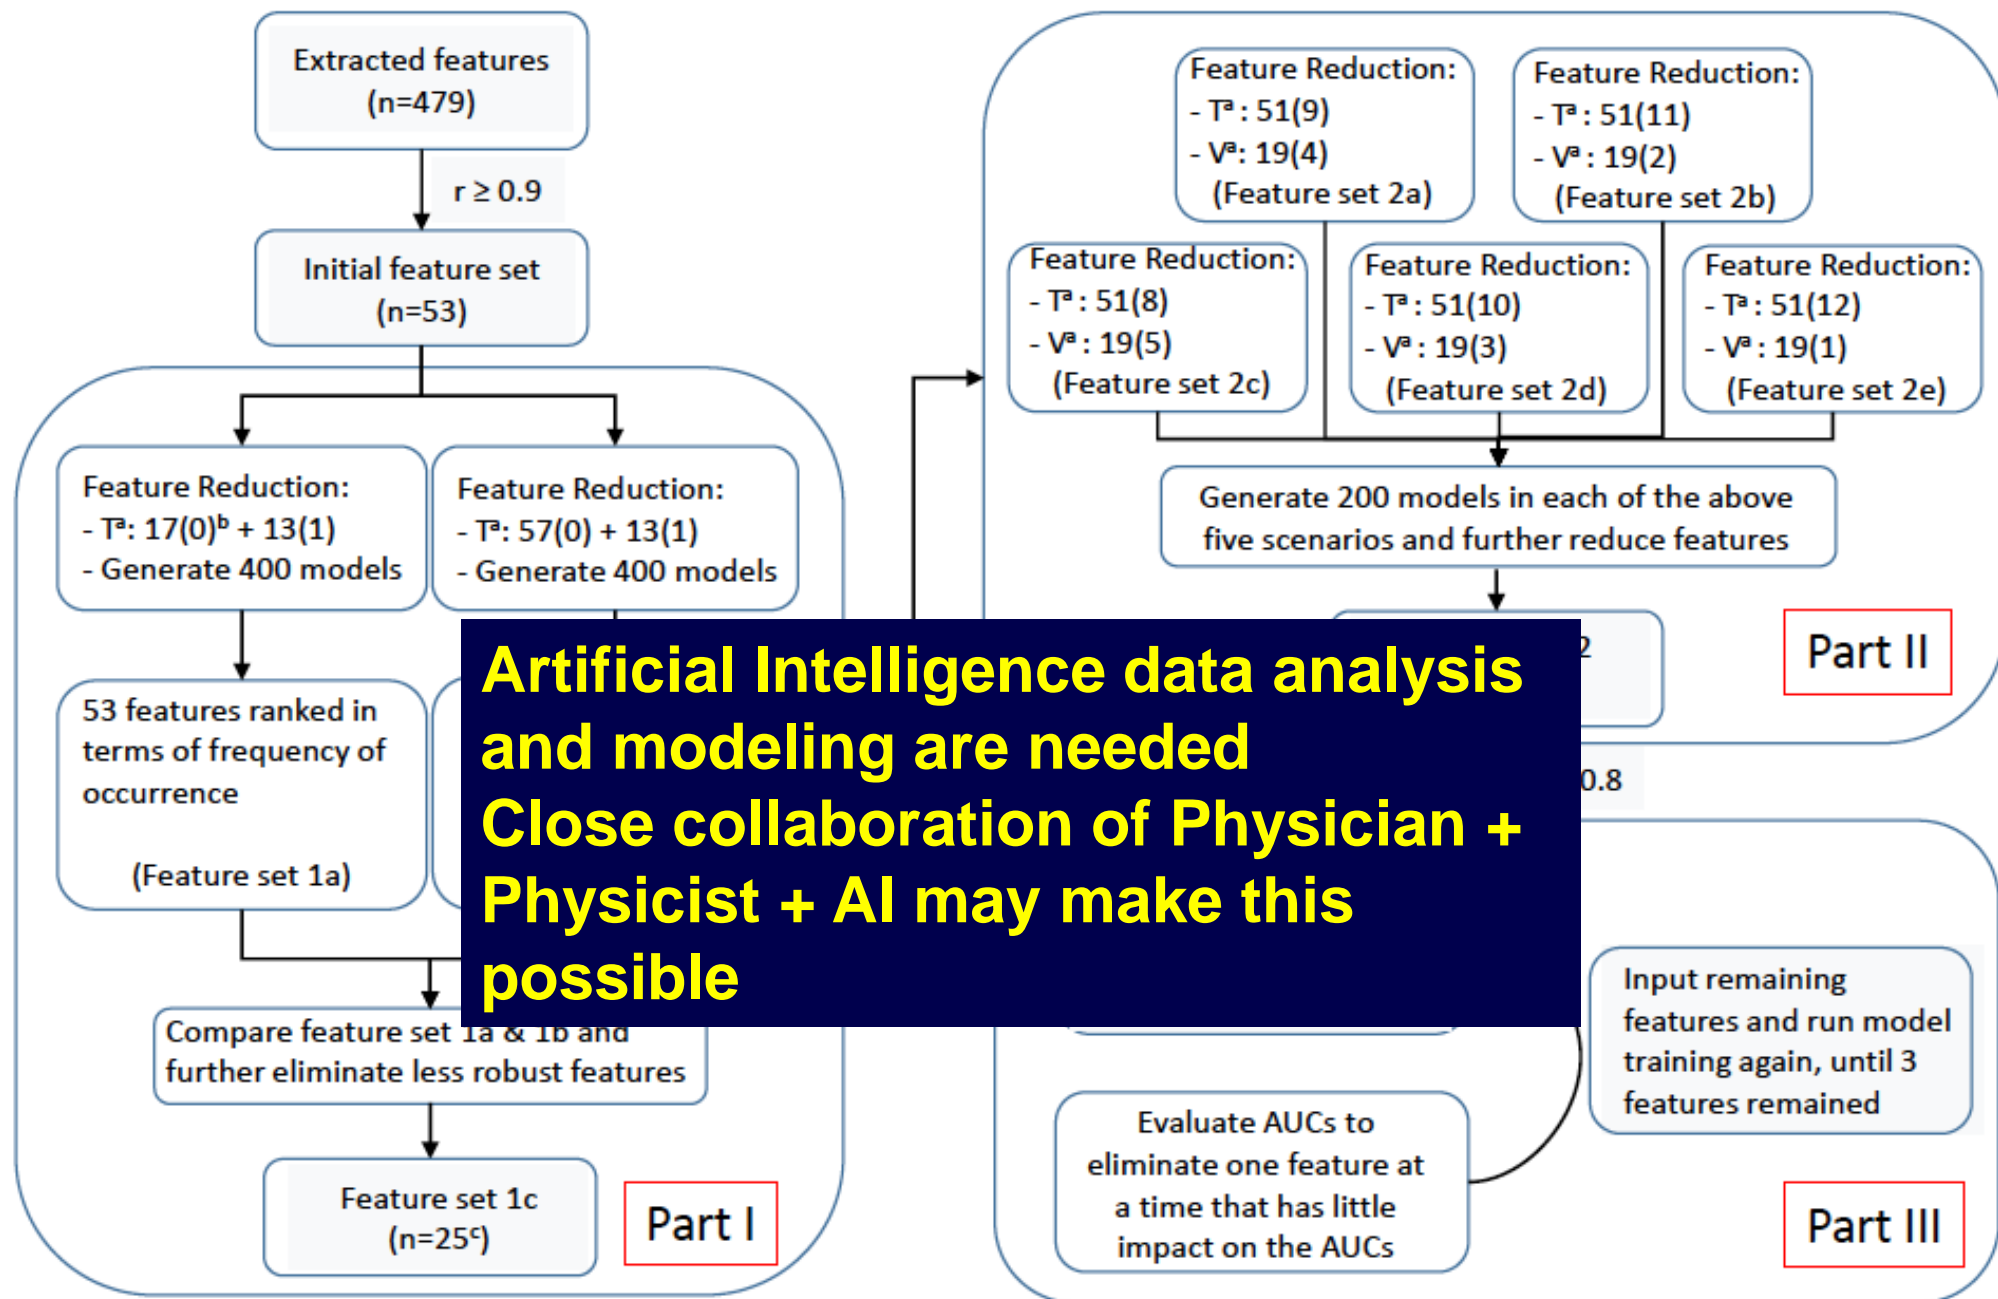 Extracted features
(n=479)
r ≥ 0.9
Initial feature set
(n=53)
Feature Reduction:
- Tᵃ: 17(0)ᵇ + 13(1)
- Generate 400 models
Feature Reduction:
- Tᵃ: 57(0) + 13(1)
- Generate 400 models
53 features ranked in
terms of frequency of
occurrence
(Feature set 1a)
Compare feature set 1a & 1b and
further eliminate less robust features
Feature set 1c
(n=25ᶜ)
Part I
Feature Reduction:
- Tᵃ : 51(9)
- Vᵃ: 19(4)
(Feature set 2a)
Feature Reduction:
- Tᵃ : 51(11)
- Vᵃ : 19(2)
(Feature set 2b)
Feature Reduction:
- Tᵃ : 51(8)
- Vᵃ : 19(5)
(Feature set 2c)
Feature Reduction:
- Tᵃ : 51(10)
- Vᵃ : 19(3)
(Feature set 2d)
Feature Reduction:
- Tᵃ : 51(12)
- Vᵃ : 19(1)
(Feature set 2e)
Generate 200 models in each of the above
five scenarios and further reduce features
2
Part II
0.8
Artificial Intelligence data analysis
and modeling are needed
Close collaboration of Physician +
Physicist + AI may make this
possible
Input remaining
features and run model
training again, until 3
features remained
Evaluate AUCs to
eliminate one feature at
a time that has little
impact on the AUCs
Part III